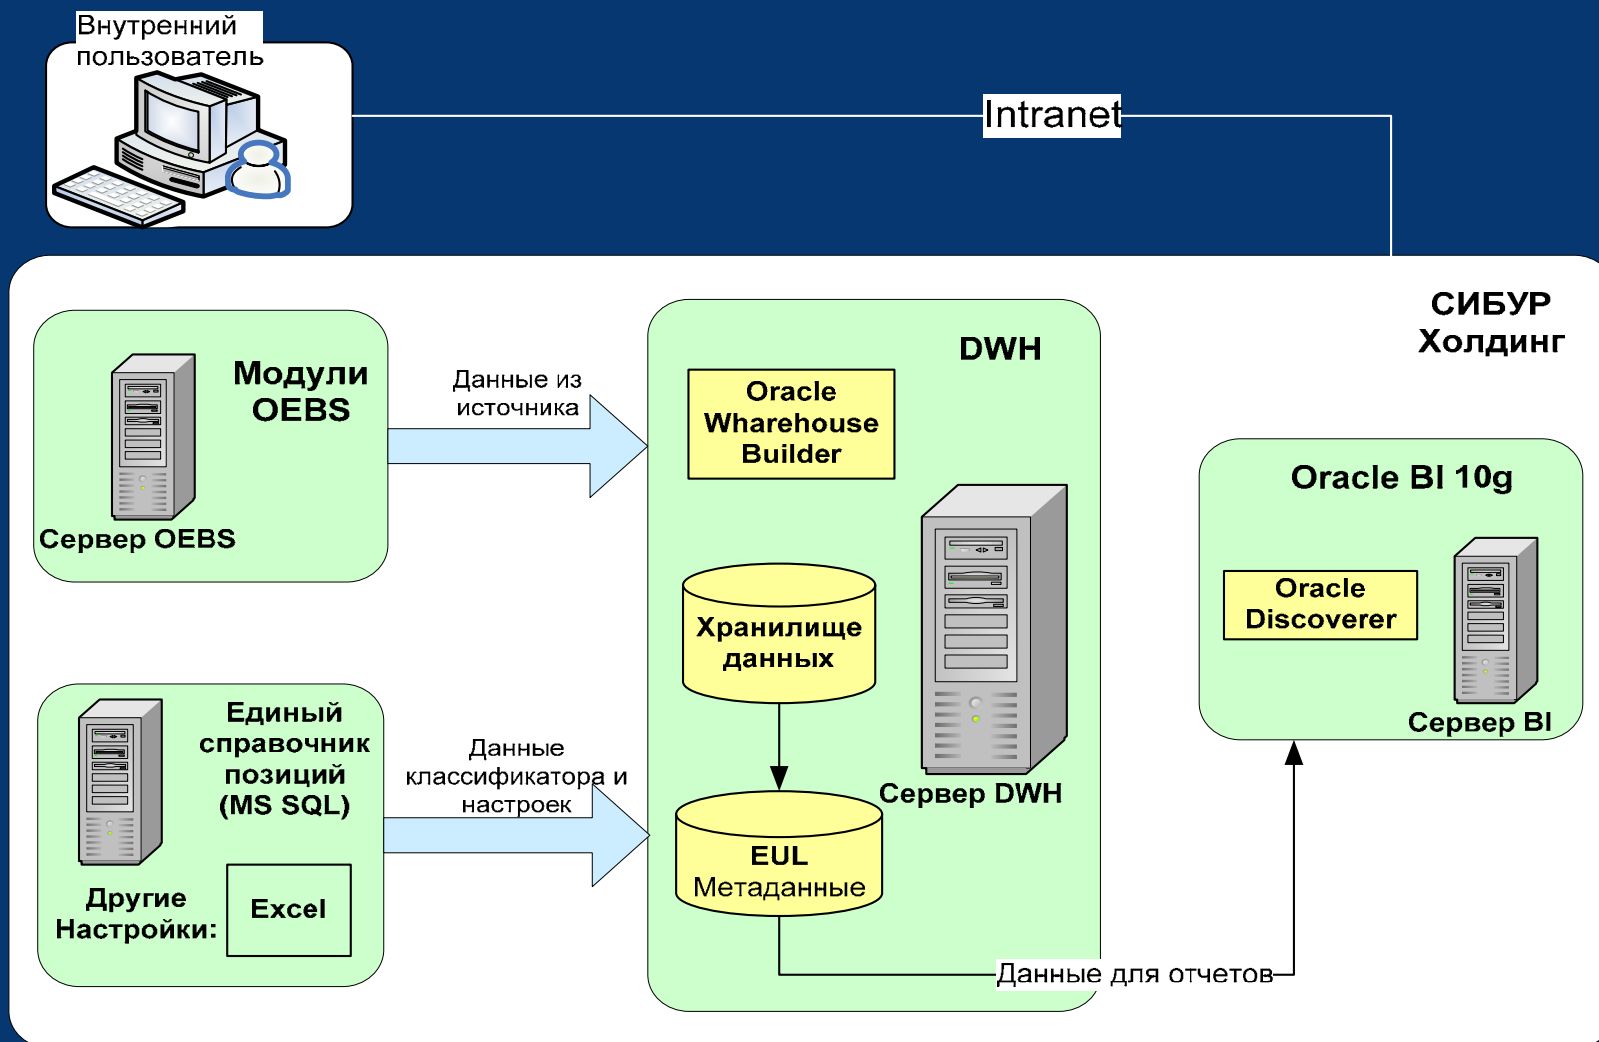 Внутренний
пользователь
Intranet
СИБУР
Холдинг
Модули
OEBS
Сервер OEBS
Данные из
источника
DWH
Oracle
Wharehouse
Builder
Хранилище
данных
Сервер DWH
EUL
Метаданные
Oracle BI 10g
Oracle
Discoverer
Сервер BI
Единый
справочник
позиций
(MS SQL)
Другие
Настройки:
Excel
Данные
классификатора и
настроек
Данные для отчетов